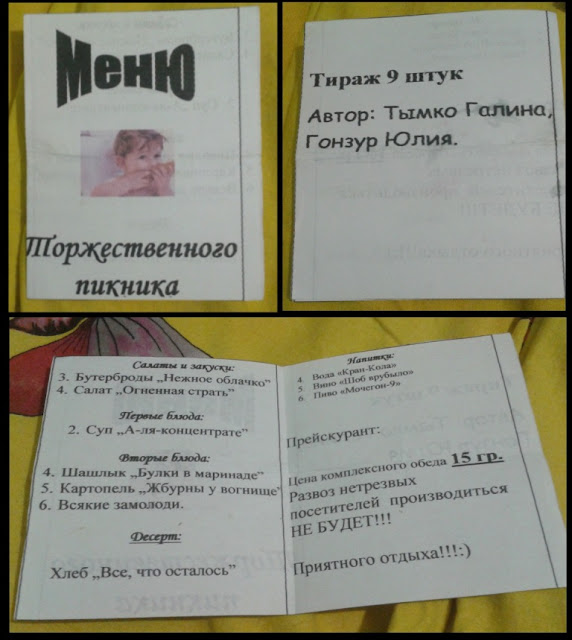 Меню
Торжественного
пикника
Тираж 9 штук
Автор: Тымко Галина,
Гонзур Юлия.
Салаты и закуски:
3. Бутерброды „Нежное облачко”
4. Салат „Огненная страть”
Первые блюда:
2. Суп „А-ля-концентрате”
Вторые блюда:
4. Шашлык „Булки в маринаде”
5. Картопель „Жбурны у вогнище”
6. Всякие замолоди.
Десерт:
Хлеб „Все, что осталось”
Напитки:
4. Вода «Кран-Кола»
5. Вино «Шоб врубыло»
6. Пиво «Мочегон-9»
Прейскурант:
Цена комплексного обеда 15 гр.
Развоз нетрезвых
посетителей производиться
НЕ БУДЕТ!!!
Приятного отдыха!!!:)